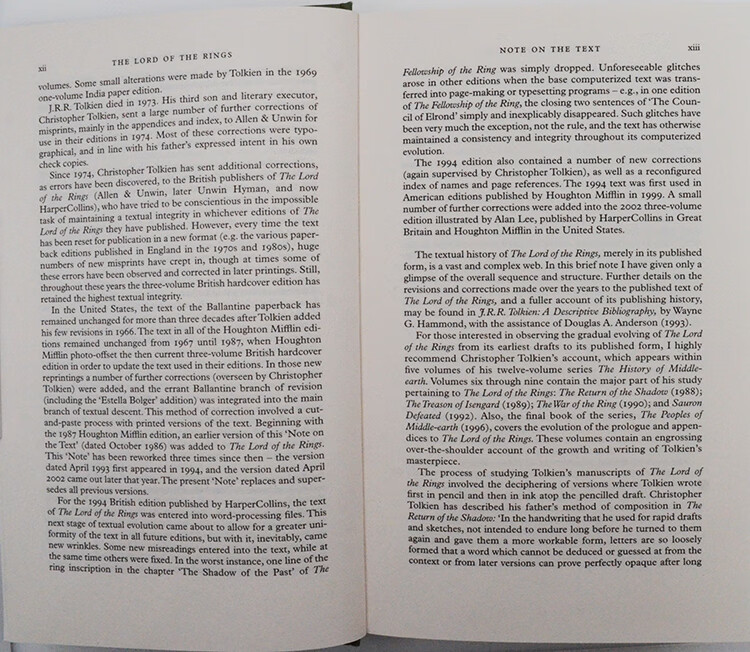 xii
THE LORD OF THE RINGS
volumes. Some small alterations were made by Tolkien in the 1969
one-volume India paper edition.
J.R.R. Tolkien died in 1973. His third son and literary executor,
Christopher Tolkien, sent a large number of further corrections of
misprints, mainly in the appendices and index, to Allen & Unwin for
use in their editions in 1974. Most of these corrections were typo-
graphical, and in line with his father's expressed intent in his own
check copies.
Since 1974, Christopher Tolkien has sent additional corrections,
as errors have been discovered, to the British publishers of The Lord
of the Rings (Allen & Unwin, later Unwin Hyman, and now
HarperCollins), who have tried to be conscientious in the impossible
task of maintaining a textual integrity in whichever editions of The
Lord of the Rings they have published. However, every time the text
has been reset for publication in a new format (e.g. the various paper-
back editions published in England in the 1970s and 1980s), huge
numbers of new misprints have crept in, though at times some of
these errors have been observed and corrected in later printings. Still,
throughout these years the three-volume British hardcover edition has
retained the highest textual integrity.
In the United States, the text of the Ballantine paperback has
remained unchanged for more than three decades after Tolkien added
his few revisions in 1966. The text in all of the Houghton Mifflin edi-
tions remained unchanged from 1967 until 1987, when Houghton
Mifflin photo-offset the then current three-volume British hardcover
edition in order to update the text used in their editions. In those new
reprintings a number of further corrections (overseen by Christopher
Tolkien) were added, and the errant Ballantine branch of revision
(including the 'Estella Bolger' addition) was integrated into the main
branch of textual descent. This method of correction involved a cut-
and-paste process with printed versions of the text. Beginning with
the 1987 Houghton Mifflin edition, an earlier version of this 'Note on
the Text' (dated October 1986) was added to The Lord of the Rings.
This 'Note' has been reworked three times since then – the version
dated April 1993 first appeared in 1994, and the version dated April
2002 came out later that year. The present 'Note' replaces and super-
sedes all previous versions.
For the 1994 British edition published by HarperCollins, the text
of The Lord of the Rings was entered into word-processing files. This
next stage of textual evolution came about to allow for a greater uni-
formity of the text in all future editions, but with it, inevitably, came
new wrinkles. Some new misreadings entered into the text, while at
the same time others were fixed. In the worst instance, one line of the
ring inscription in the chapter 'The Shadow of the Past' of The
NOTE ON THE TEXT
xiii
Fellowship of the Ring was simply dropped. Unforeseeable glitches
arose in other editions when the base computerized text was trans-
ferred into page-making or typesetting programs – e.g., in one edition
of The Fellowship of the Ring, the closing two sentences of 'The Coun-
cil of Elrond' simply and inexplicably disappeared. Such glitches have
been very much the exception, not the rule, and the text has otherwise
maintained a consistency and integrity throughout its computerized
evolution.
The 1994 edition also contained a number of new corrections
(again supervised by Christopher Tolkien), as well as a reconfigured
index of names and page references. The 1994 text was first used in
American editions published by Houghton Mifflin in 1999. A small
number of further corrections were added into the 2002 three-volume
edition illustrated by Alan Lee, published by HarperCollins in Great
Britain and Houghton Mifflin in the United States.
The textual history of The Lord of the Rings, merely in its published
form, is a vast and complex web. In this brief note I have given only a
glimpse of the overall sequence and structure. Further details on the
revisions and corrections made over the years to the published text of
The Lord of the Rings, and a fuller account of its publishing history,
may be found in J.R.R. Tolkien: A Descriptive Bibliography, by Wayne
G. Hammond, with the assistance of Douglas A. Anderson (1993).
For those interested in observing the gradual evolving of The Lord
of the Rings from its earliest drafts to its published form, I highly
recommend Christopher Tolkien's account, which appears within
five volumes of his twelve-volume series The History of Middle-
earth. Volumes six through nine contain the major part of his study
pertaining to The Lord of the Rings: The Return of the Shadow (1988);
The Treason of Isengard (1989); The War of the Ring (1990); and Sauron
Defeated (1992). Also, the final book of the series, The Peoples of
Middle-earth (1996), covers the evolution of the prologue and appen-
dices to The Lord of the Rings. These volumes contain an engrossing
over-the-shoulder account of the growth and writing of Tolkien's
masterpiece.
The process of studying Tolkien's manuscripts of The Lord of
the Rings involved the deciphering of versions where Tolkien wrote
first in pencil and then in ink atop the pencilled draft. Christopher
Tolkien has described his father's method of composition in The
Return of the Shadow: 'In the handwriting that he used for rapid drafts
and sketches, not intended to endure long before he turned to them
again and gave them a more workable form, letters are so loosely
formed that a word which cannot be deduced or guessed at from the
context or from later versions can prove perfectly opaque after long